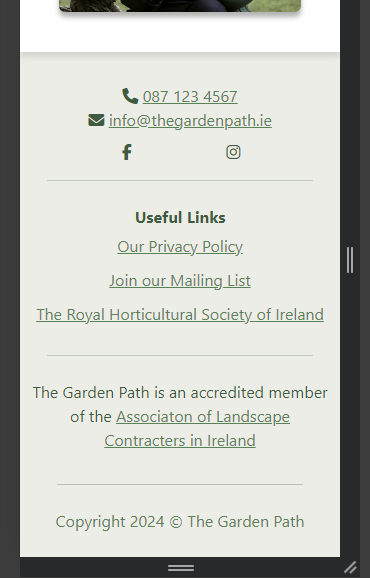 087 123 4567
info@thegardenpath.ie
Useful Links
Our Privacy Policy
Join our Mailing List
The Royal Horticultural Society of Ireland
The Garden Path is an accredited member
of the Associaton of Landscape
Contracters in Ireland
Copyright 2024 © The Garden Path